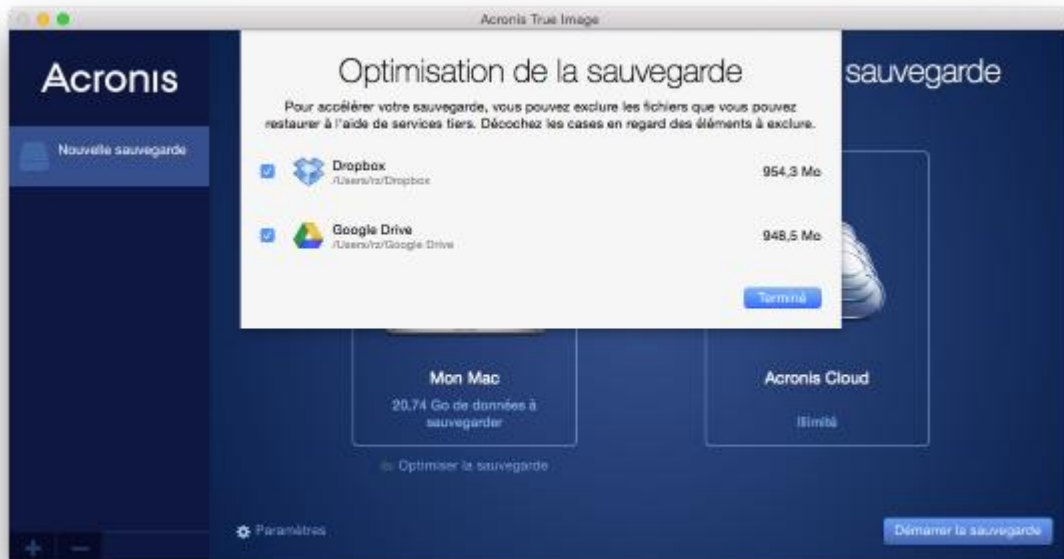 Acronis True Image
Acronis
Nouvelle sauvegarde
sauvegarde
Optimisation de la sauvegarde
Pour accélérer votre sauvegarde, vous pouvez exclure les fichiers que vous pouvez
restaurer à l'aide de services tiers. Décochez les cases en regard des éléments à exclure.
Dropbox
/Users/rz/Dropbox
954,3 Mo
Google Drive
/Users/rz/Google Drive
948,5 Mo
Terminé
Mon Mac
20,74 Go de données à
sauvegarder
Optimiser la sauvegarde
Acronis Cloud
Illimité
Paramètres
Démarrer la sauvegarde